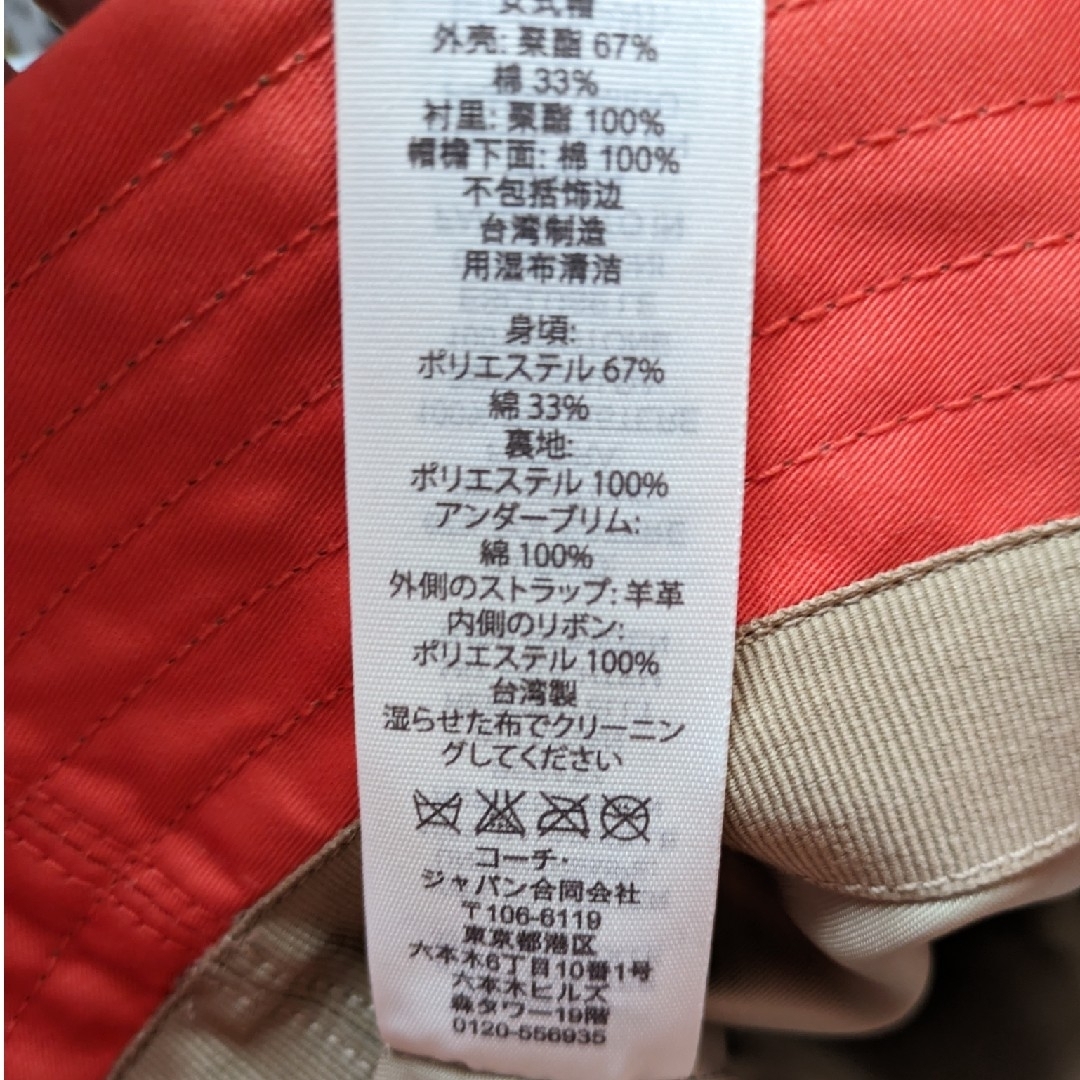 女式帽
外壳: 聚酯 67%
棉 33%
衬里: 聚酯 100%
帽檐下面: 棉 100%
不包括饰边
台湾制造
用湿布清洁
身頃:
ポリエステル 67%
綿 33%
裏地:
ポリエステル 100%
アンダーブリム:
綿 100%
外側のストラップ: 羊革
内側のリボン:
ポリエステル 100%
台湾製
湿らせた布でクリーニン
グしてください
コーチ・
ジャパン合同会社
〒106-6119
東京都港区
六本木6丁目10番1号
六本木ヒルズ
森タワー19階
0120-556935